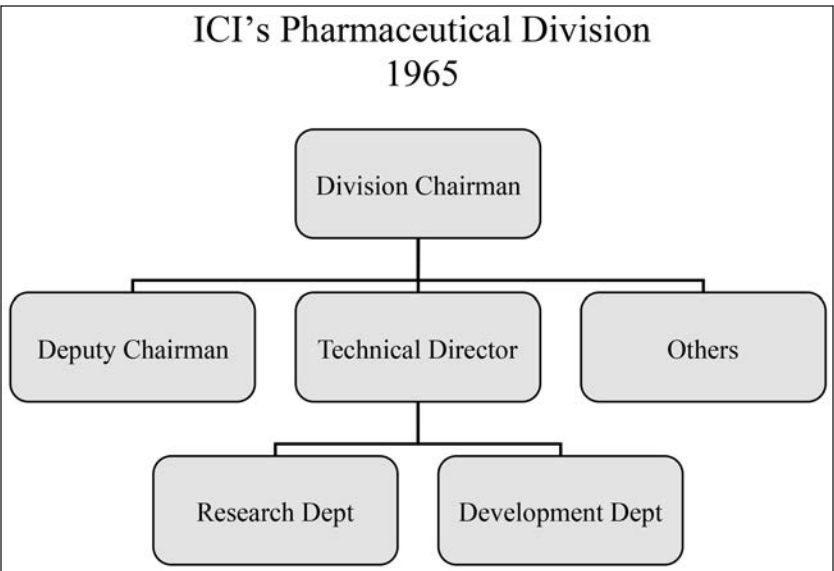 ICI’s Pharmaceutical Division
1965
Division Chairman
Deputy Chairman
Technical Director
Others
Research Dept
Development Dept